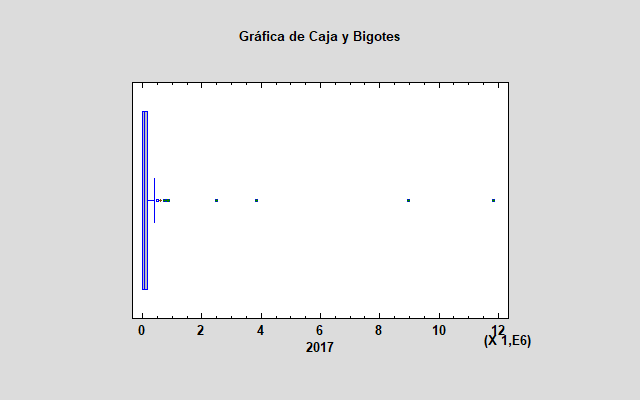 Gráfica de Caja y Bigotes
0 2 4 6 8 10 12
(X 1,E6)
2017